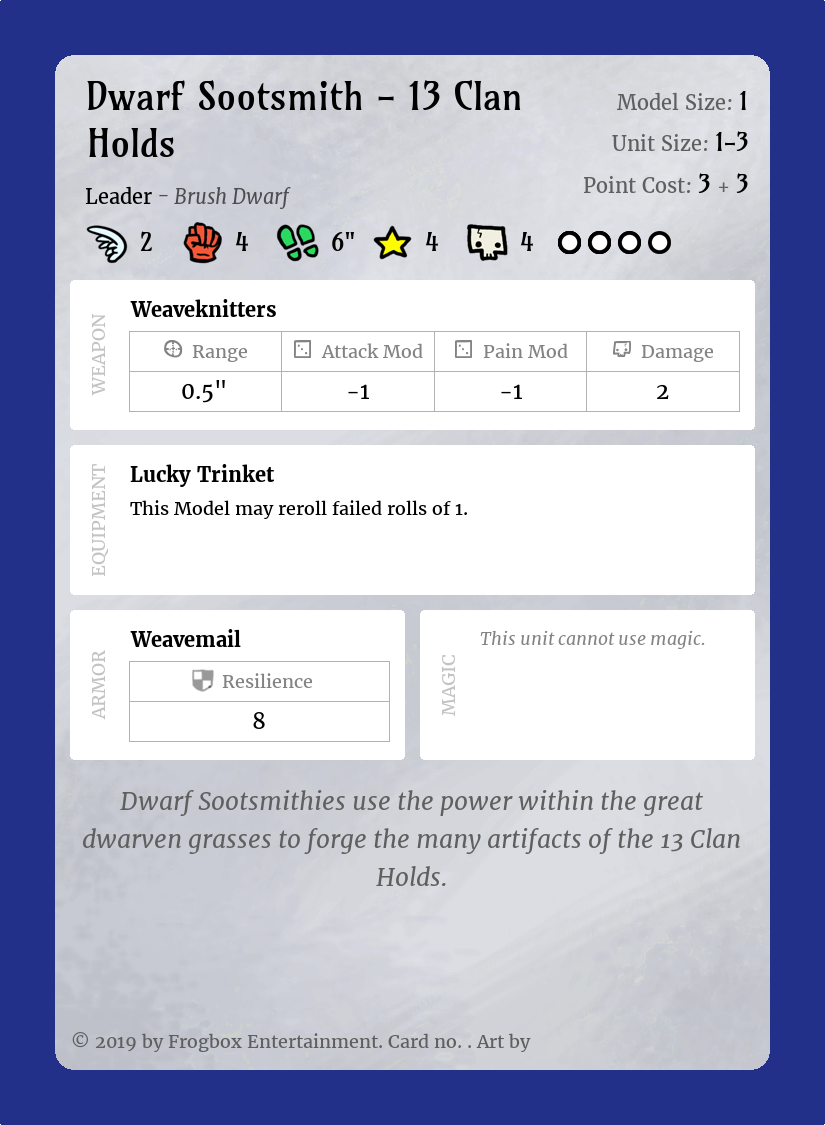 Dwarf Sootsmith – 13 Clan
Holds
Model Size: 1
Unit Size: 1–3
Point Cost: 3 + 3
Leader – Brush Dwarf
2 4 6" 4 4
WEAPON
Weaveknitters
Range Attack Mod Pain Mod Damage
0.5" -1 -1 2
EQUIPMENT
Lucky Trinket
This Model may reroll failed rolls of 1.
ARMOR
Weavemail
Resilience
8
MAGIC
This unit cannot use magic.
Dwarf Sootsmithies use the power within the great
dwarven grasses to forge the many artifacts of the 13 Clan
Holds.
© 2019 by Frogbox Entertainment. Card no. . Art by